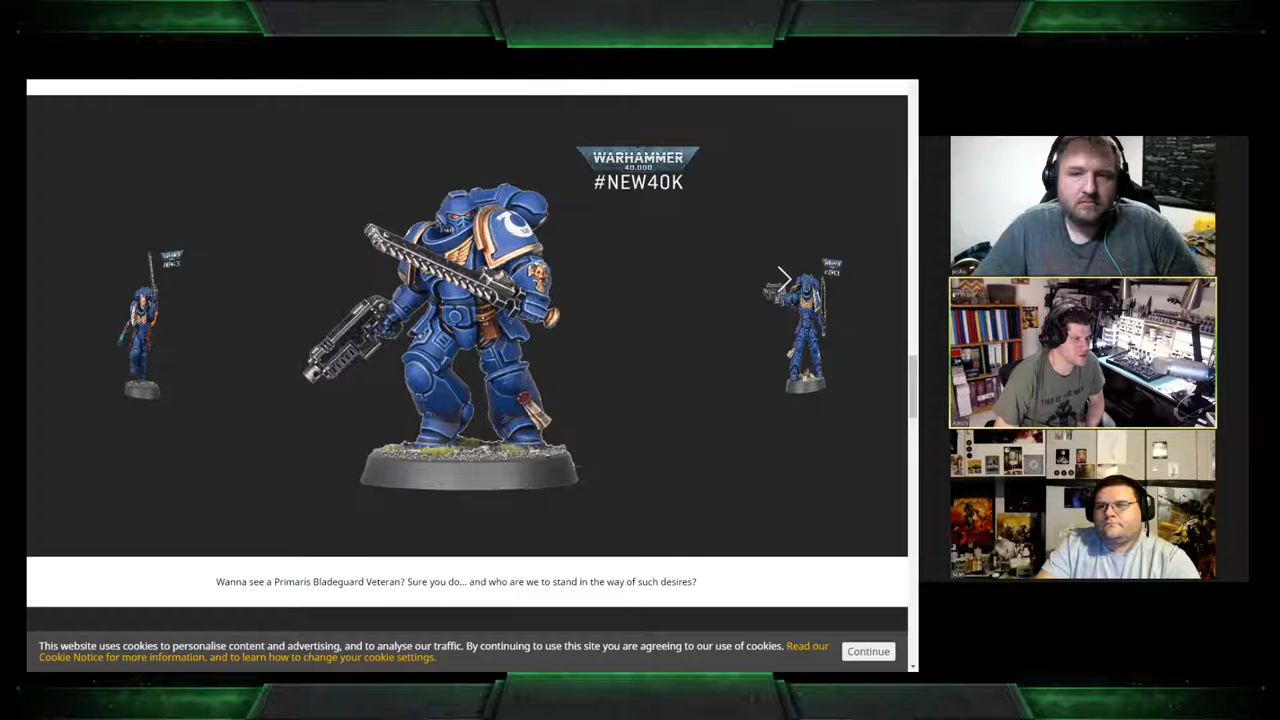 WARHAMMER
40,000
#NEW40K
Wanna see a Primaris Bladeguard Veteran? Sure you do... and who are we to stand in the way of such desires?
This website uses cookies to personalise content and advertising, and to analyse our traffic. By continuing to use this site you are agreeing to our use of cookies. Read our
Cookie Notice for more information, and to learn how to change your cookie settings.
Continue
Sean